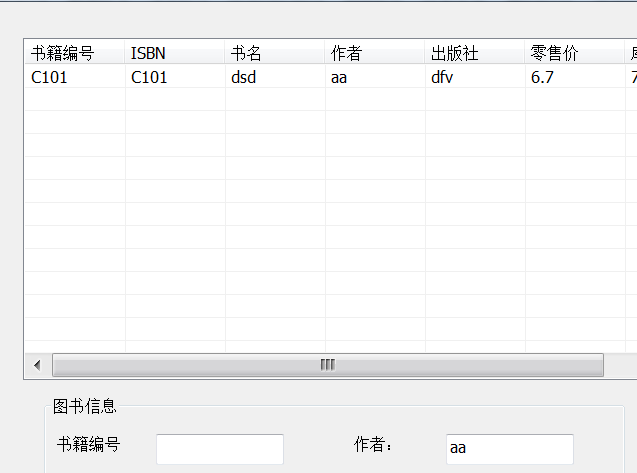 书籍编号 ISBN 书名 作者 出版社 零售价
C101 C101 dsd aa dfv 6.7 7
图书信息
书籍编号 作者： aa